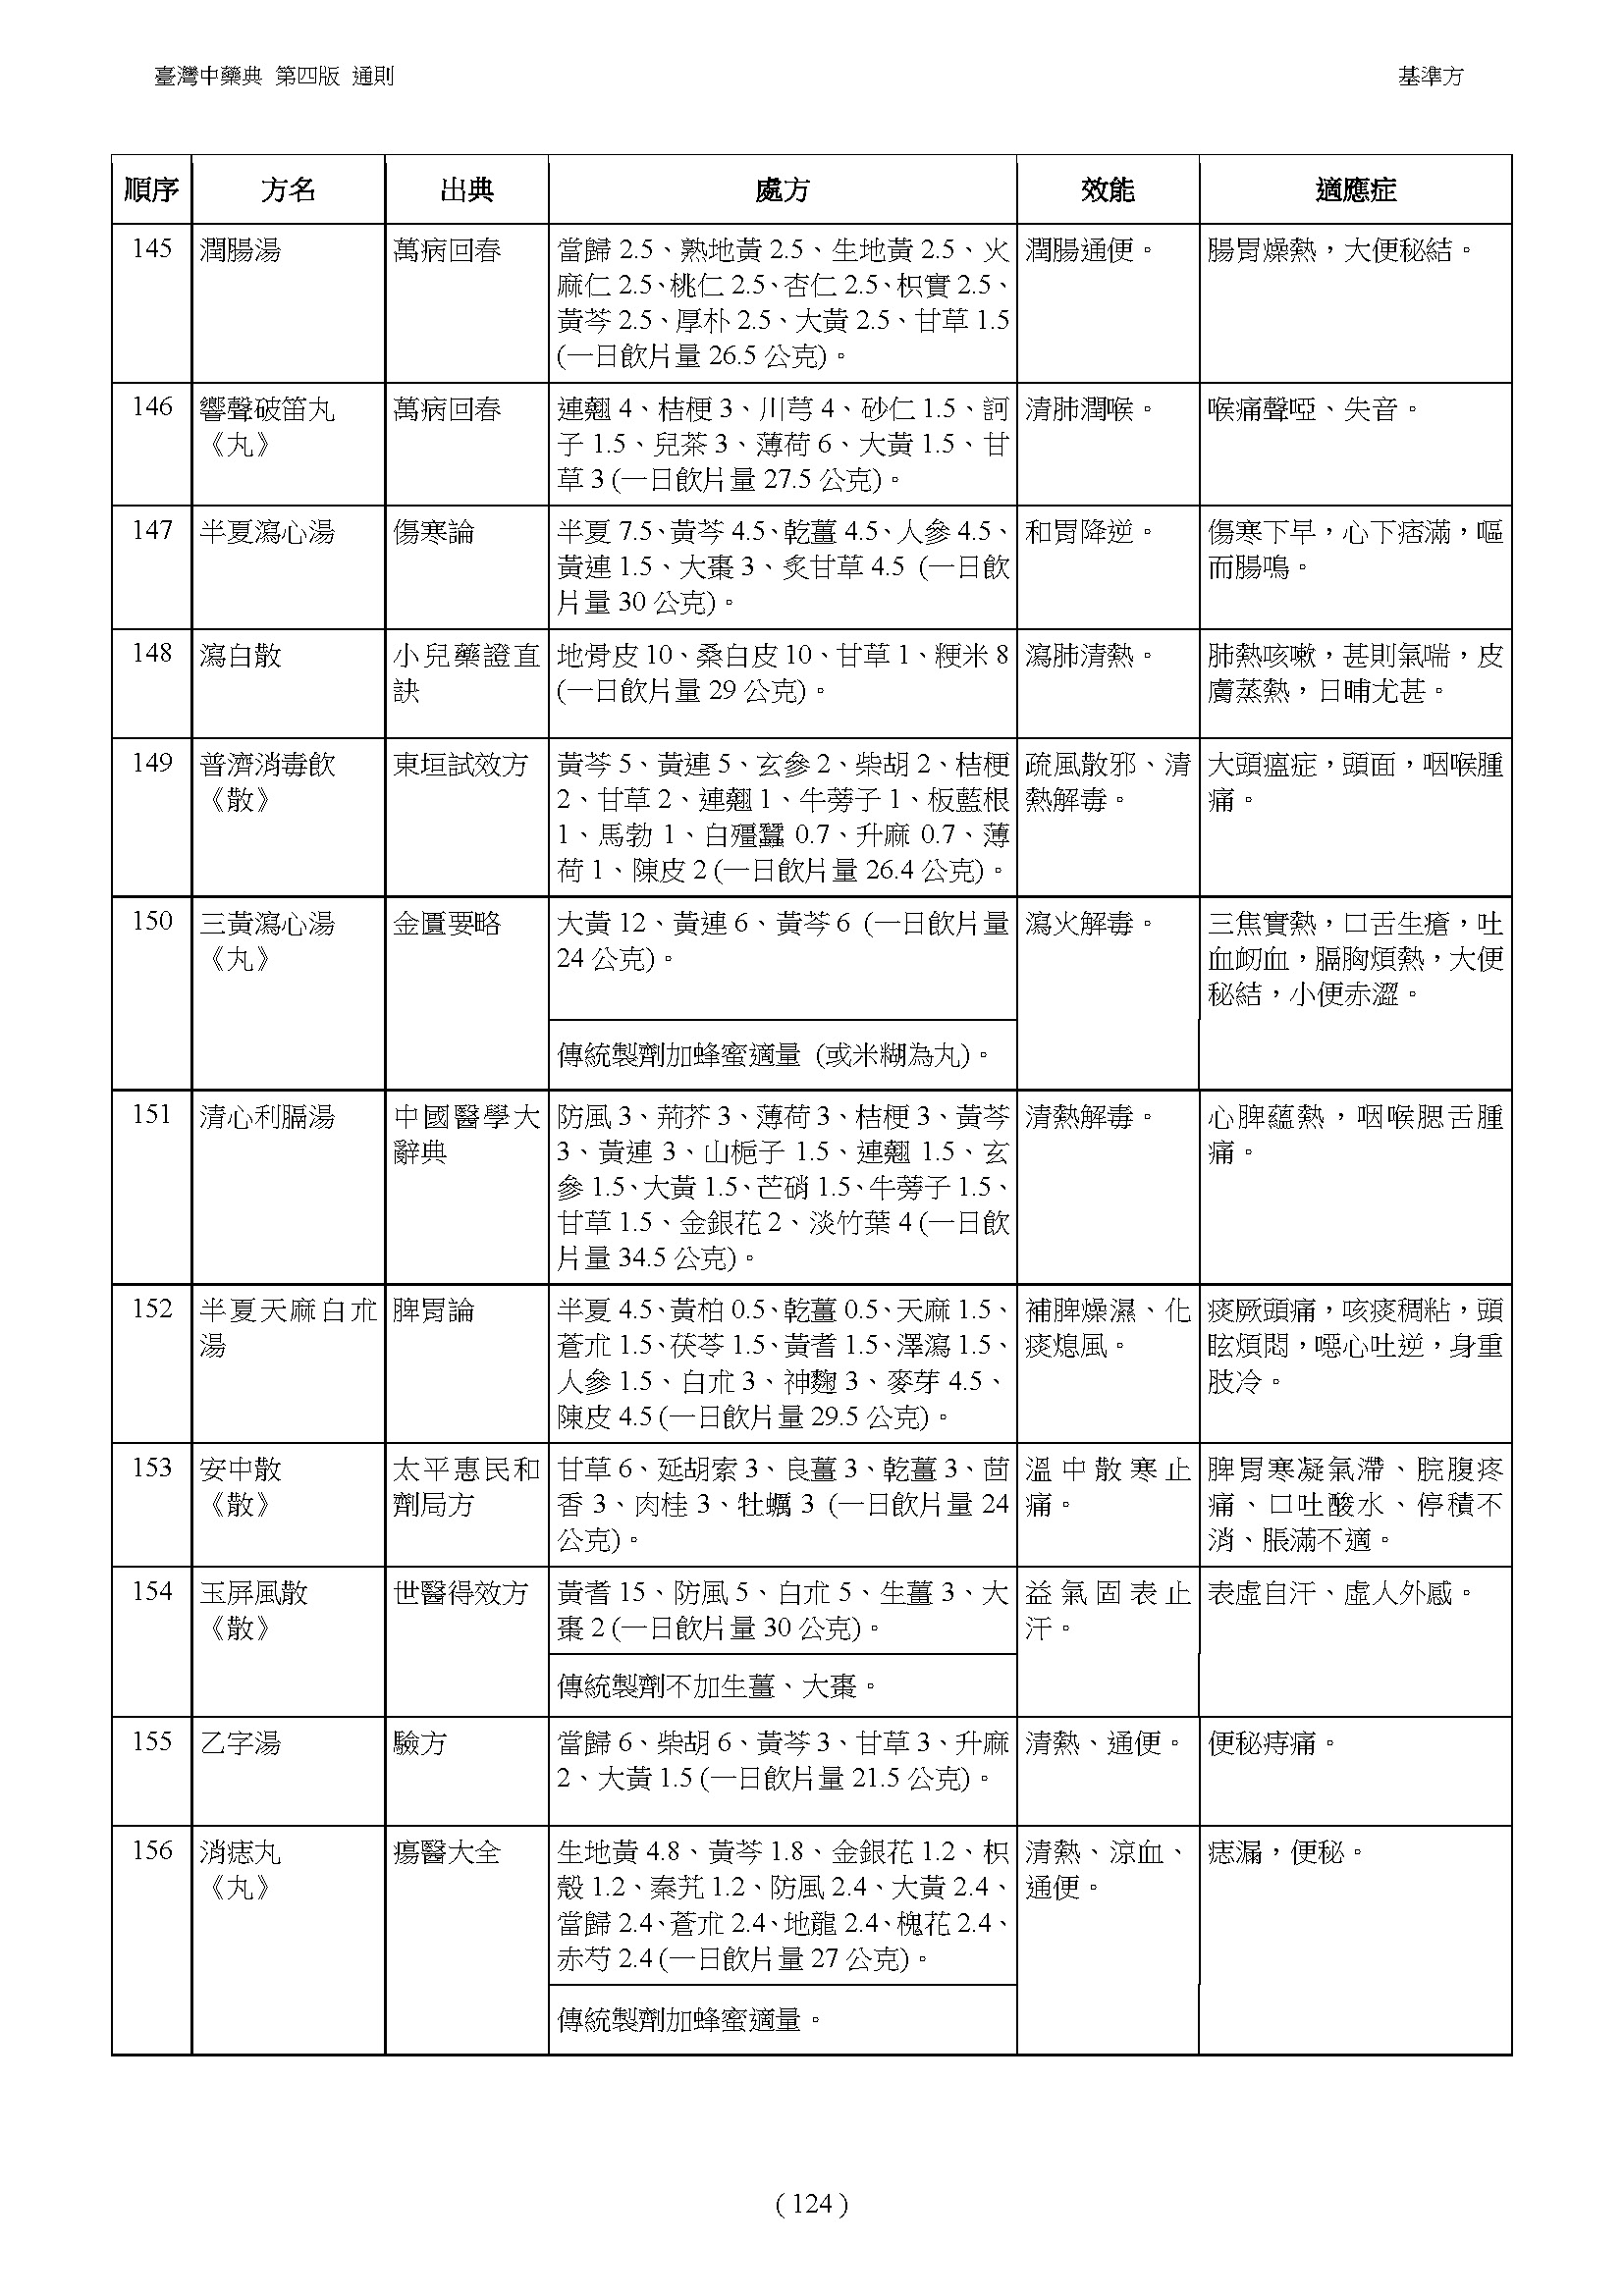 臺灣中藥典 第四版 通則 基準方
順序 方名 出典 處方 效能 適應症
145 潤腸湯 萬病回春 當歸 2.5、熟地黃 2.5、生地黃 2.5、火 潤腸通便。 腸胃燥熱，大便秘結。
麻仁 2.5、桃仁 2.5、杏仁 2.5、枳實 2.5、
黃芩 2.5、厚朴 2.5、大黃 2.5、甘草 1.5
(一日飲片量 26.5 公克)。
146 響聲破笛丸 萬病回春 連翹 4、桔梗 3、川芎 4、砂仁 1.5、訶 清肺潤喉。 喉痛聲啞、失音。
《丸》 子 1.5、兒茶 3、薄荷 6、大黃 1.5、甘
草 3 (一日飲片量 27.5 公克)。
147 半夏瀉心湯 傷寒論 半夏 7.5、黃芩 4.5、乾薑 4.5、人參 4.5、 和胃降逆。 傷寒下早，心下痞滿，嘔
黃連 1.5、大棗 3、炙甘草 4.5 (一日飲 而腸鳴。
片量 30 公克)。
148 瀉白散 小兒藥證直 地骨皮 10、桑白皮 10、甘草 1、粳米 8 瀉肺清熱。 肺熱咳嗽，甚則氣喘，皮
訣 (一日飲片量 29 公克)。 膚蒸熱，日晡尤甚。
149 普濟消毒飲 東垣試效方 黃芩 5、黃連 5、玄參 2、柴胡 2、桔梗 疏風散邪、清 大頭瘟症，頭面，咽喉腫
《散》 2、甘草 2、連翹 1、牛蒡子 1、板藍根 熱解毒。 痛。
1、馬勃 1、白殭蠶 0.7、升麻 0.7、薄
荷 1、陳皮 2 (一日飲片量 26.4 公克)。
150 三黃瀉心湯 金匱要略 大黃 12、黃連 6、黃芩 6 (一日飲片量 瀉火解毒。 三焦實熱，口舌生瘡，吐
《丸》 24 公克)。 血衂血，膈胸煩熱，大便
秘結，小便赤澀。
傳統製劑加蜂蜜適量 (或米糊為丸)。
151 清心利膈湯 中國醫學大 防風 3、荊芥 3、薄荷 3、桔梗 3、黃芩 清熱解毒。 心脾蘊熱，咽喉腮舌腫
辭典 3、黃連 3、山梔子 1.5、連翹 1.5、玄 痛。
參 1.5、大黃 1.5、芒硝 1.5、牛蒡子 1.5、
甘草 1.5、金銀花 2、淡竹葉 4 (一日飲
片量 34.5 公克)。
152 半夏天麻白朮 脾胃論 半夏 4.5、黃柏 0.5、乾薑 0.5、天麻 1.5、 補脾燥濕、化 痰厥頭痛，咳痰稠粘，頭
湯 蒼朮 1.5、茯苓 1.5、黃耆 1.5、澤瀉 1.5、 痰熄風。 眩煩悶，噁心吐逆，身重
人參 1.5、白朮 3、神麴 3、麥芽 4.5、 肢冷。
陳皮 4.5 (一日飲片量 29.5 公克)。
153 安中散 太平惠民和 甘草 6、延胡索 3、良薑 3、乾薑 3、茴 溫中散寒止 脾胃寒凝氣滯、脘腹疼
《散》 劑局方 香 3、肉桂 3、牡蠣 3 (一日飲片量 24 痛。 痛、口吐酸水、停積不
公克)。 消、脹滿不適。
154 玉屏風散 世醫得效方 黃耆 15、防風 5、白朮 5、生薑 3、大 益氣固表止 表虛自汗、虛人外感。
《散》 棗 2 (一日飲片量 30 公克)。 汗。
傳統製劑不加生薑、大棗。
155 乙字湯 驗方 當歸 6、柴胡 6、黃芩 3、甘草 3、升麻 清熱、通便。 便秘痔痛。
2、大黃 1.5 (一日飲片量 21.5 公克)。
156 消痣丸 瘍醫大全 生地黃 4.8、黃芩 1.8、金銀花 1.2、枳 清熱、涼血、 痣漏，便秘。
《丸》 殼 1.2、秦艽 1.2、防風 2.4、大黃 2.4、 通便。
當歸 2.4、蒼朮 2.4、地龍 2.4、槐花 2.4、
赤芍 2.4 (一日飲片量 27 公克)。
傳統製劑加蜂蜜適量。
( 124 )